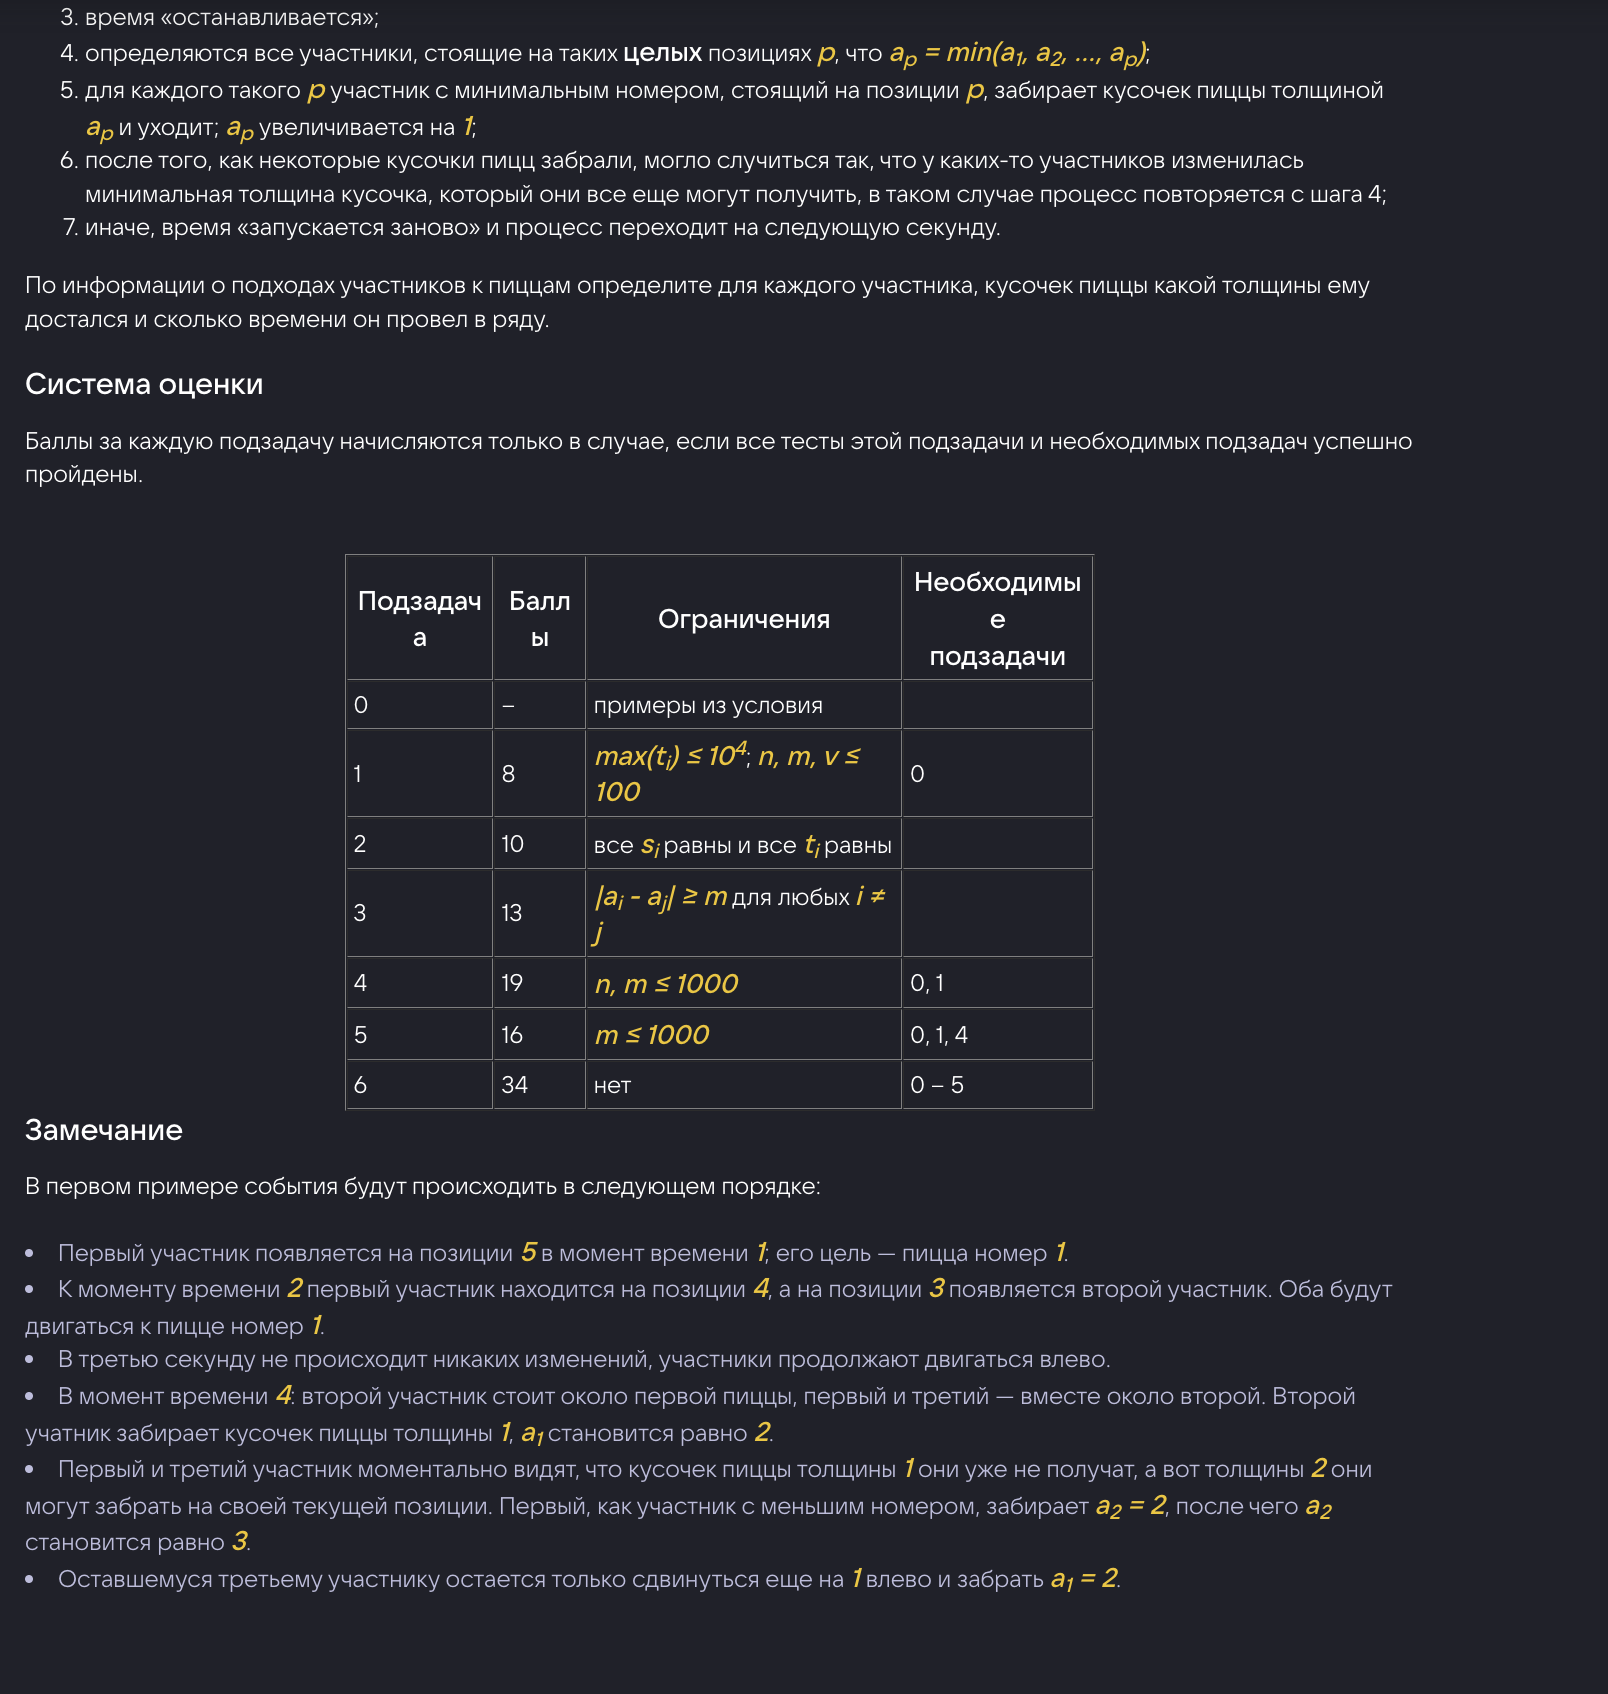 3. время «останавливается»;
4. определяются все участники, стоящие на таких целых позициях p, что a_p = min(a_1, a_2, ..., a_p);
5. для каждого такого p участник с минимальным номером, стоящий на позиции p, забирает кусочек пиццы толщиной
a_p и уходит; a_p увеличивается на 1;
6. после того, как некоторые кусочки пицц забрали, могло случиться так, что у каких-то участников изменилась
минимальная толщина кусочка, который они все еще могут получить, в таком случае процесс повторяется с шага 4;
7. иначе, время «запускается заново» и процесс переходит на следующую секунду.
По информации о подходах участников к пиццам определите для каждого участника, кусочек пиццы какой толщины ему
достался и сколько времени он провел в ряду.
Система оценки
Баллы за каждую подзадачу начисляются только в случае, если все тесты этой подзадачи и необходимых подзадач успешно
пройдены.
Подзадач
а
Балл
ы
Ограничения
Необходимы
е
подзадачи
0 – примеры из условия
1 8 max(t_i) ≤ 10^4; n, m, v ≤
100 0
2 10 все s_i равны и все t_i равны
3 13 |a_i - a_j| ≥ m для любых i ≠
j
4 19 n, m ≤ 1000 0, 1
5 16 m ≤ 1000 0, 1, 4
6 34 нет 0 – 5
Замечание
В первом примере события будут происходить в следующем порядке:
• Первый участник появляется на позиции 5 в момент времени 1; его цель — пицца номер 1.
• К моменту времени 2 первый участник находится на позиции 4, а на позиции 3 появляется второй участник. Оба будут
двигаться к пицце номер 1.
• В третью секунду не происходит никаких изменений, участники продолжают двигаться влево.
• В момент времени 4: второй участник стоит около первой пиццы, первый и третий — вместе около второй. Второй
учатник забирает кусочек пиццы толщины 1, a_1 становится равно 2.
• Первый и третий участник моментально видят, что кусочек пиццы толщины 1 они уже не получат, а вот толщины 2 они
могут забрать на своей текущей позиции. Первый, как участник с меньшим номером, забирает a_2 = 2, после чего a_2
становится равно 3.
• Оставшемуся третьему участнику остается только сдвинуться еще на 1 влево и забрать a_1 = 2.